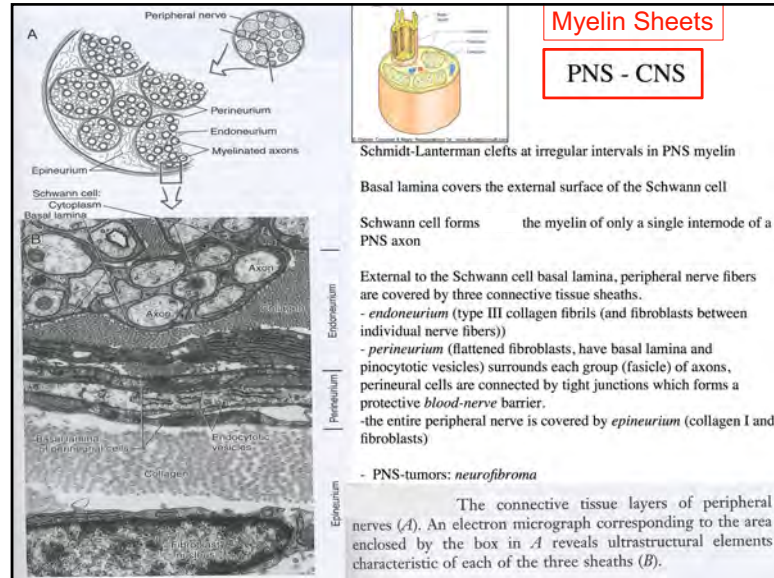 A
Peripheral nerve
Perineurium
Endoneurium
Myelinated axons
Epineurium
Schwann cell:
Cytoplasm
Basal lamina
B
Axon
Axon
Collagen
Basal lamina
of perineurial cells
Endocytotic
vesicles
Collagen
Fibroblast
Endoneurium
Perineurium
Epineurium
Myelin Sheets
PNS - CNS
Schmidt-Lanterman clefts at irregular intervals in PNS myelin
Basal lamina covers the external surface of the Schwann cell
Schwann cell forms the myelin of only a single internode of a
PNS axon
External to the Schwann cell basal lamina, peripheral nerve fibers
are covered by three connective tissue sheaths.
- endoneurium (type III collagen fibrils (and fibroblasts between
individual nerve fibers))
- perineurium (flattened fibroblasts, have basal lamina and
pinocytotic vesicles) surrounds each group (fasicle) of axons,
perineural cells are connected by tight junctions which forms a
protective blood-nerve barrier.
-the entire peripheral nerve is covered by epineurium (collagen I and
fibroblasts)
- PNS-tumors: neurofibroma
The connective tissue layers of peripheral
nerves (A). An electron micrograph corresponding to the area
enclosed by the box in A reveals ultrastructural elements
characteristic of each of the three sheaths (B).